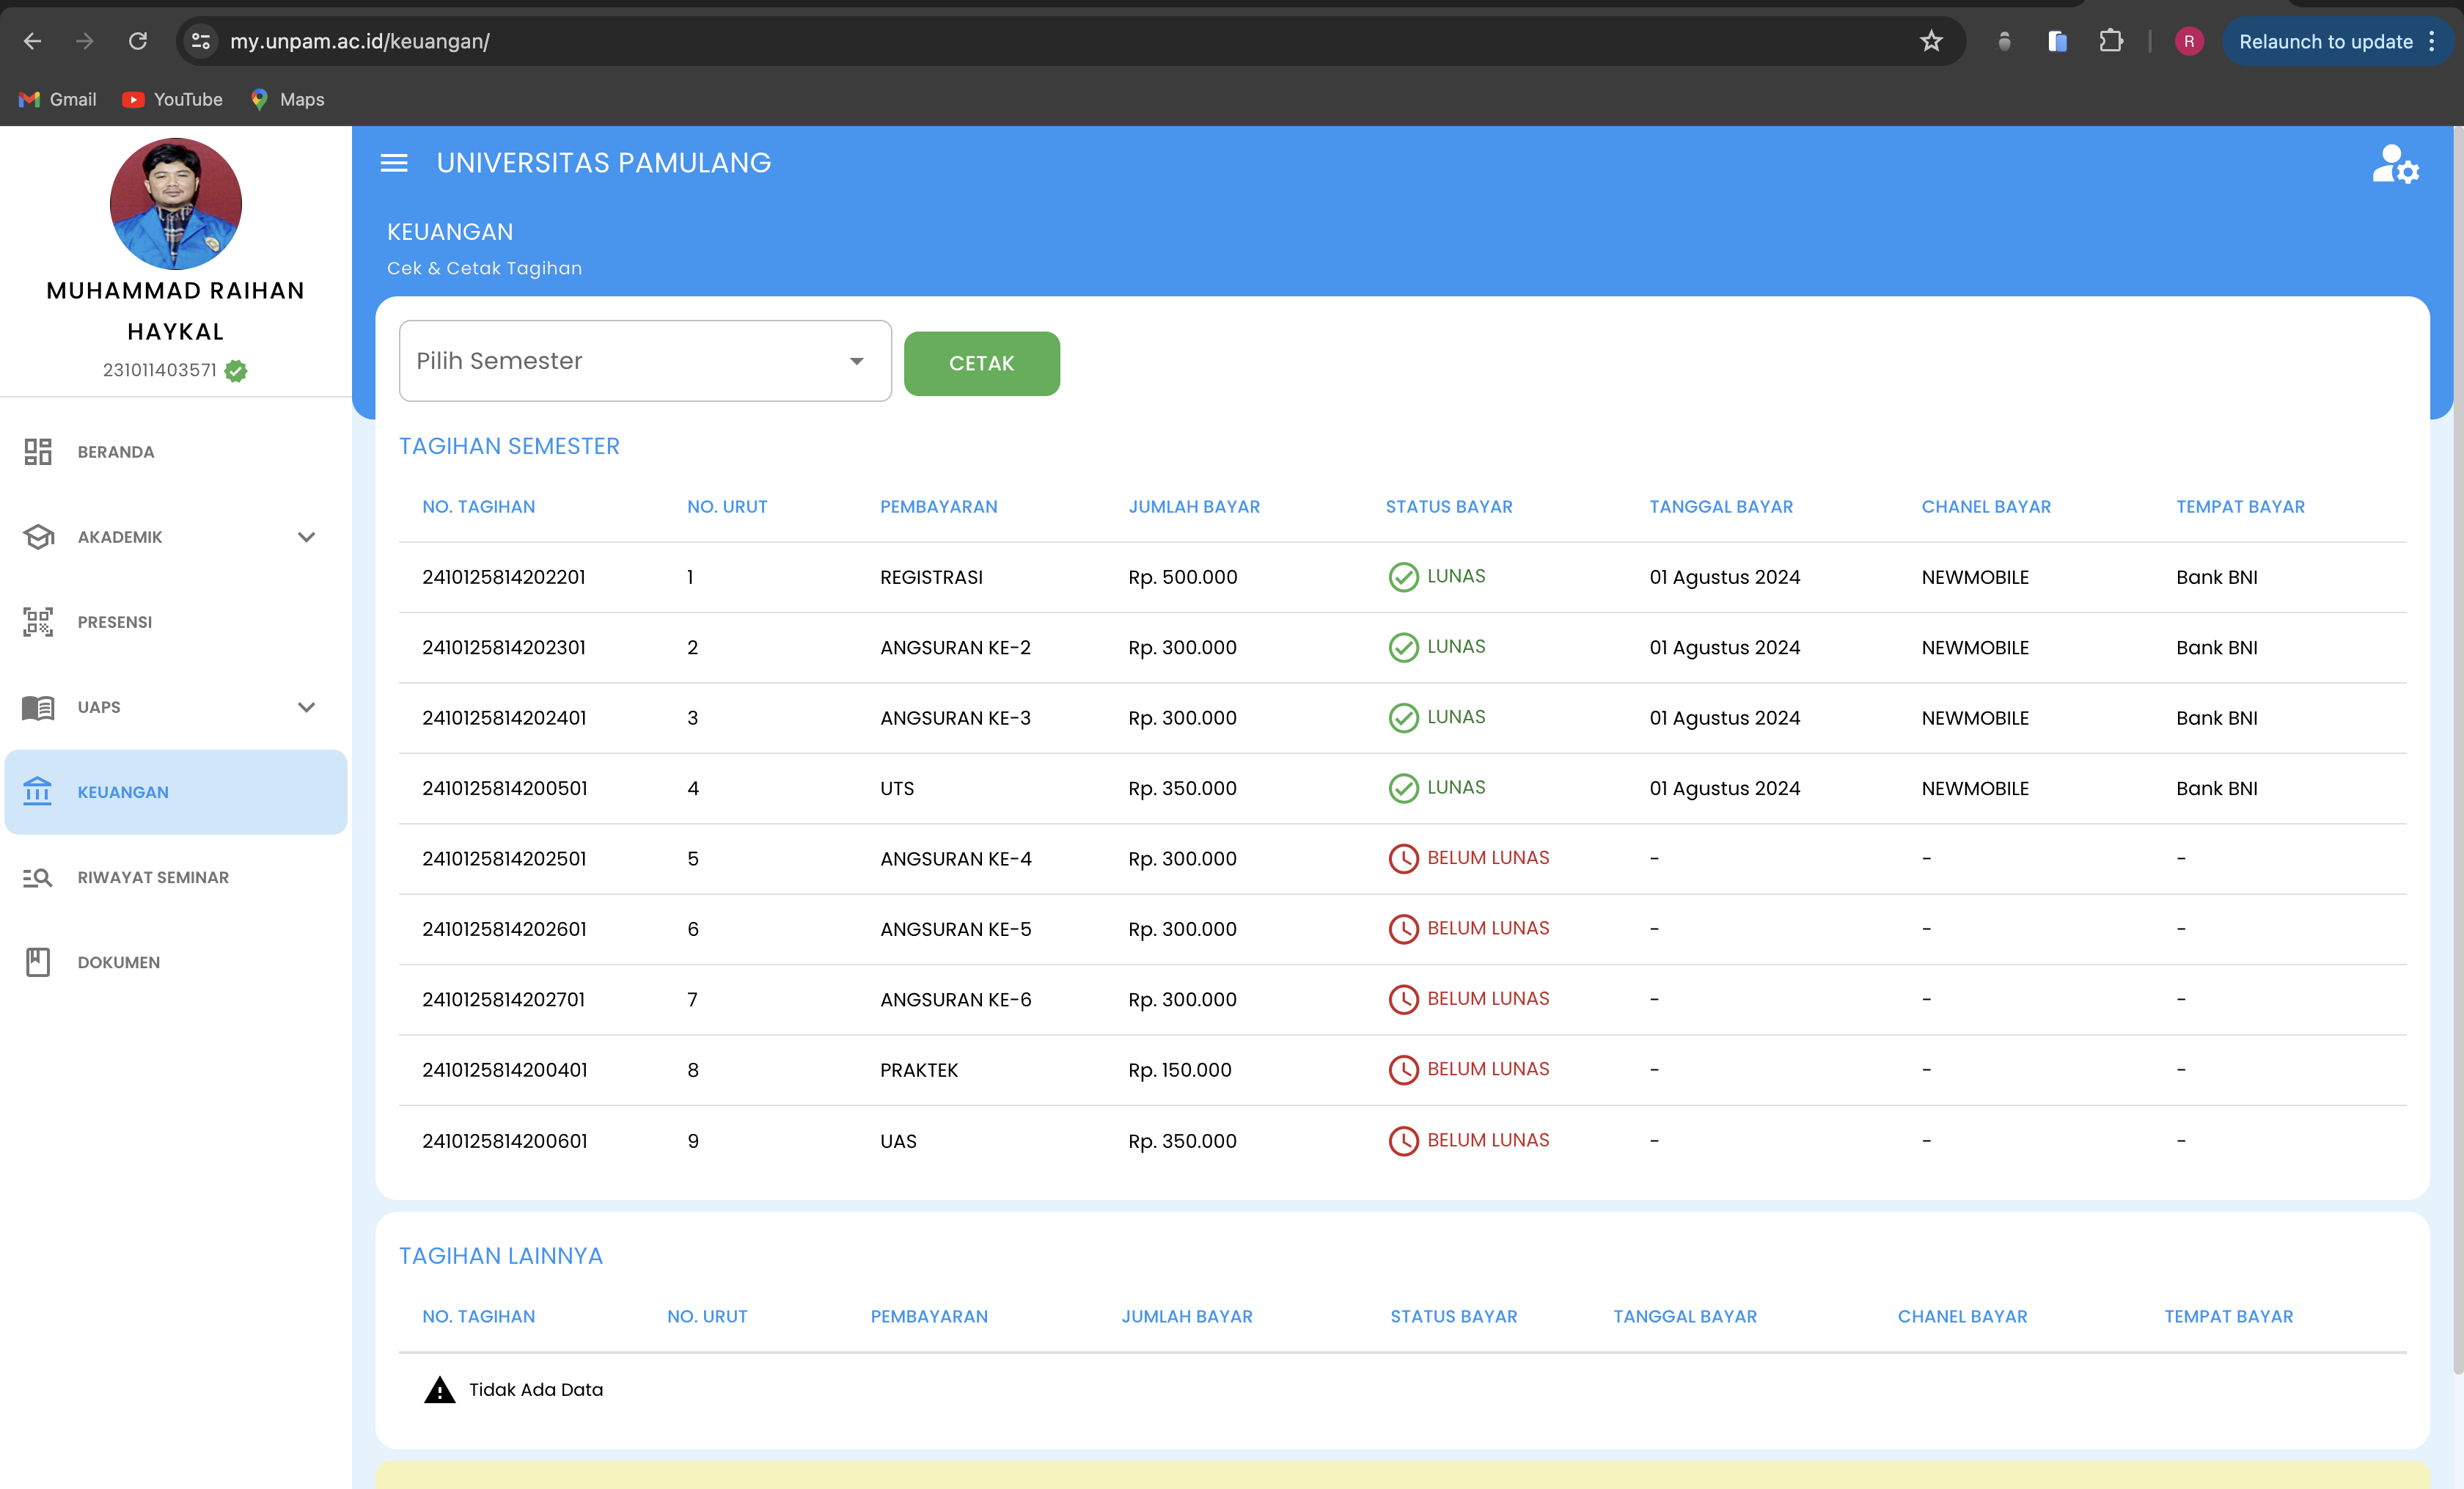 my.unpam.ac.id/keuangan/
R
Relaunch to update
Gmail
YouTube
Maps
MUHAMMAD RAIHAN
HAYKAL
231011403571
BERANDA
AKADEMIK
PRESENSI
UAPS
KEUANGAN
RIWAYAT SEMINAR
DOKUMEN
UNIVERSITAS PAMULANG
KEUANGAN
Cek & Cetak Tagihan
Pilih Semester
CETAK
TAGIHAN SEMESTER
NO. TAGIHAN NO. URUT PEMBAYARAN JUMLAH BAYAR STATUS BAYAR TANGGAL BAYAR CHANEL BAYAR TEMPAT BAYAR
2410125814202201 1 REGISTRASI Rp. 500.000 LUNAS 01 Agustus 2024 NEWMOBILE Bank BNI
2410125814202301 2 ANGSURAN KE-2 Rp. 300.000 LUNAS 01 Agustus 2024 NEWMOBILE Bank BNI
2410125814202401 3 ANGSURAN KE-3 Rp. 300.000 LUNAS 01 Agustus 2024 NEWMOBILE Bank BNI
2410125814200501 4 UTS Rp. 350.000 LUNAS 01 Agustus 2024 NEWMOBILE Bank BNI
2410125814202501 5 ANGSURAN KE-4 Rp. 300.000 BELUM LUNAS - - -
2410125814202601 6 ANGSURAN KE-5 Rp. 300.000 BELUM LUNAS - - -
2410125814202701 7 ANGSURAN KE-6 Rp. 300.000 BELUM LUNAS - - -
2410125814200401 8 PRAKTEK Rp. 150.000 BELUM LUNAS - - -
2410125814200601 9 UAS Rp. 350.000 BELUM LUNAS - - -
TAGIHAN LAINNYA
NO. TAGIHAN NO. URUT PEMBAYARAN JUMLAH BAYAR STATUS BAYAR TANGGAL BAYAR CHANEL BAYAR TEMPAT BAYAR
Tidak Ada Data